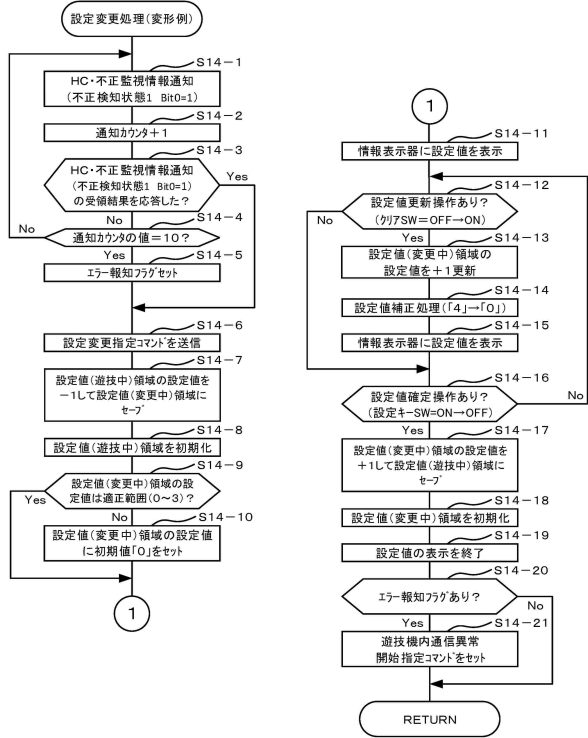 設定変更処理(変形例)
S14-1
HC・不正監視情報通知
(不正検知状態1 Bit0=1)
S14-2
通知カウンタ+1
S14-3
HC・不正監視情報通知
(不正検知状態1 Bit0=1)
の受領結果を応答した?
Yes
No
S14-4
通知カウンタの値=10?
No
Yes
S14-5
エラー報知フラグセット
S14-6
設定変更指定コマンドを送信
S14-7
設定値(遊技中)領域の設定値を
-1して設定値(変更中)領域に
セーブ
S14-8
設定値(遊技中)領域を初期化
S14-9
設定値(変更中)領域の設
定値は適正範囲(0~3)?
Yes
No
S14-10
設定値(変更中)領域の設定値
に初期値「0」をセット
1
1
S14-11
情報表示器に設定値を表示
S14-12
設定値更新操作あり?
(クリアSW=OFF→ON)
No
Yes
S14-13
設定値(変更中)領域の
設定値を+1更新
S14-14
設定値補正処理(「4」→「0」)
S14-15
情報表示器に設定値を表示
S14-16
設定値確定操作あり?
(設定キーSW=ON→OFF)
No
Yes
S14-17
設定値(変更中)領域の設定値を
+1して設定値(遊技中)領域に
セーブ
S14-18
設定値(変更中)領域を初期化
S14-19
設定値の表示を終了
S14-20
エラー報知フラグあり?
No
Yes
S14-21
遊技機内通信異常
開始指定コマンドをセット
RETURN